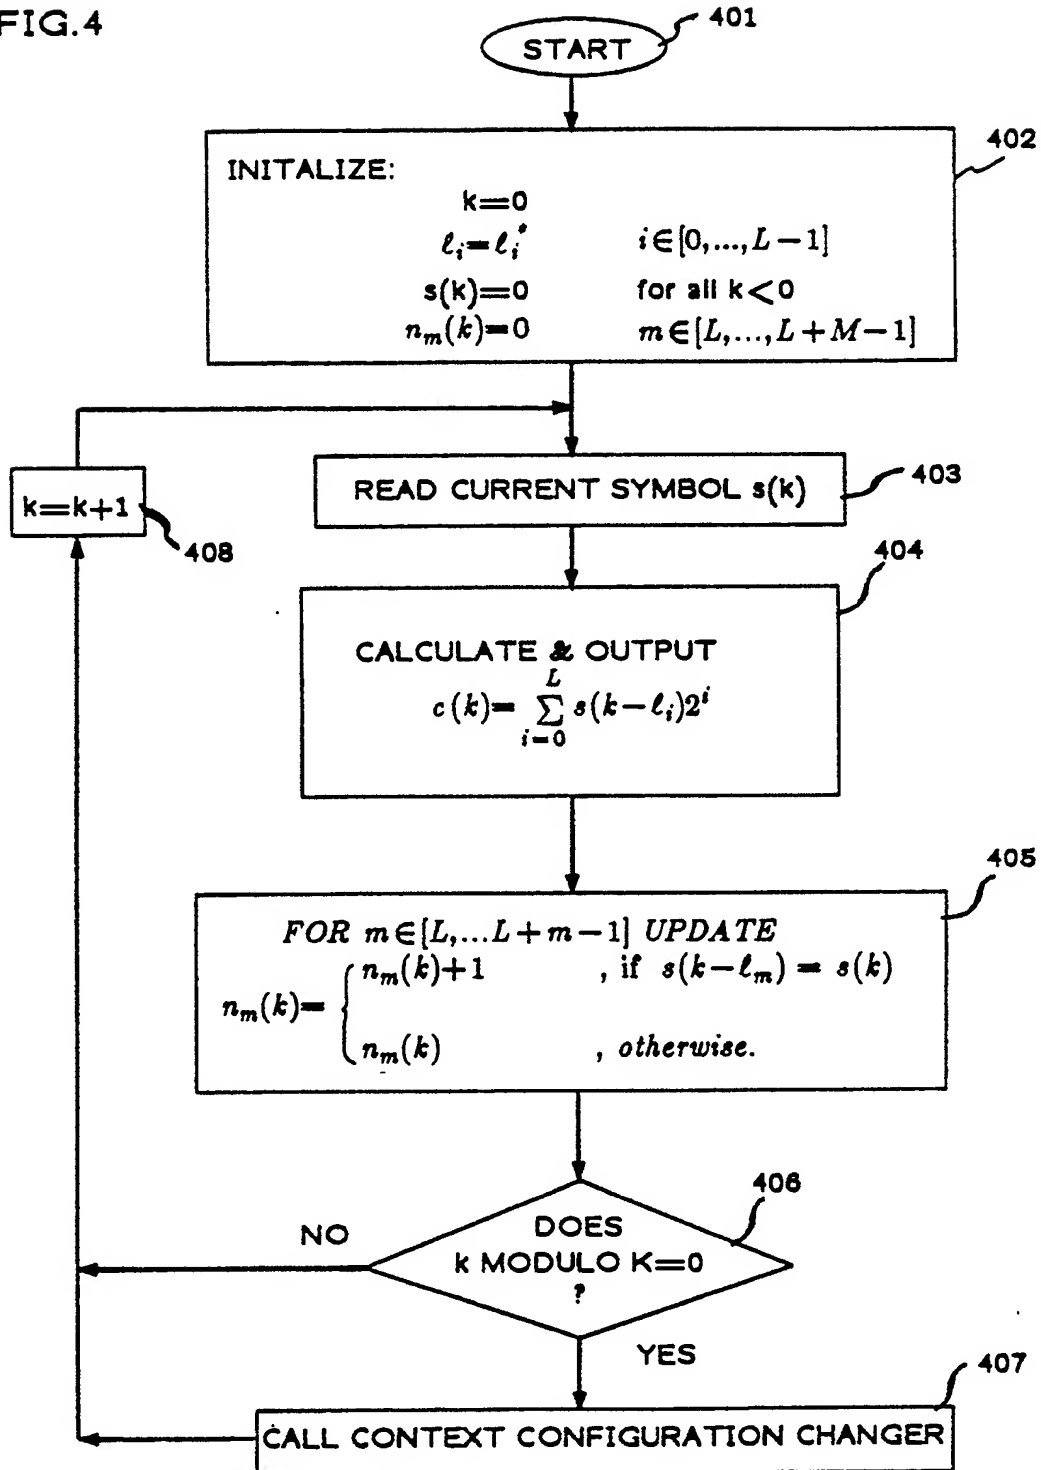 FIG.4
START
401
402
INITALIZE:
k=0
ℓ_i=ℓ_i^* i∈[0,...,L−1]
s(k)=0 for all k<0
n_m(k)=0 m∈[L,...,L+M−1]
READ CURRENT SYMBOL s(k)
403
k=k+1
408
404
CALCULATE & OUTPUT
c(k)=∑_{i=0}^{L} s(k−ℓ_i)2^i
405
FOR m∈[L,...L+m−1] UPDATE
n_m(k)= { n_m(k)+1 , if s(k−ℓ_m) = s(k)
n_m(k) , otherwise.
406
DOES
k MODULO K=0
?
NO
YES
407
CALL CONTEXT CONFIGURATION CHANGER